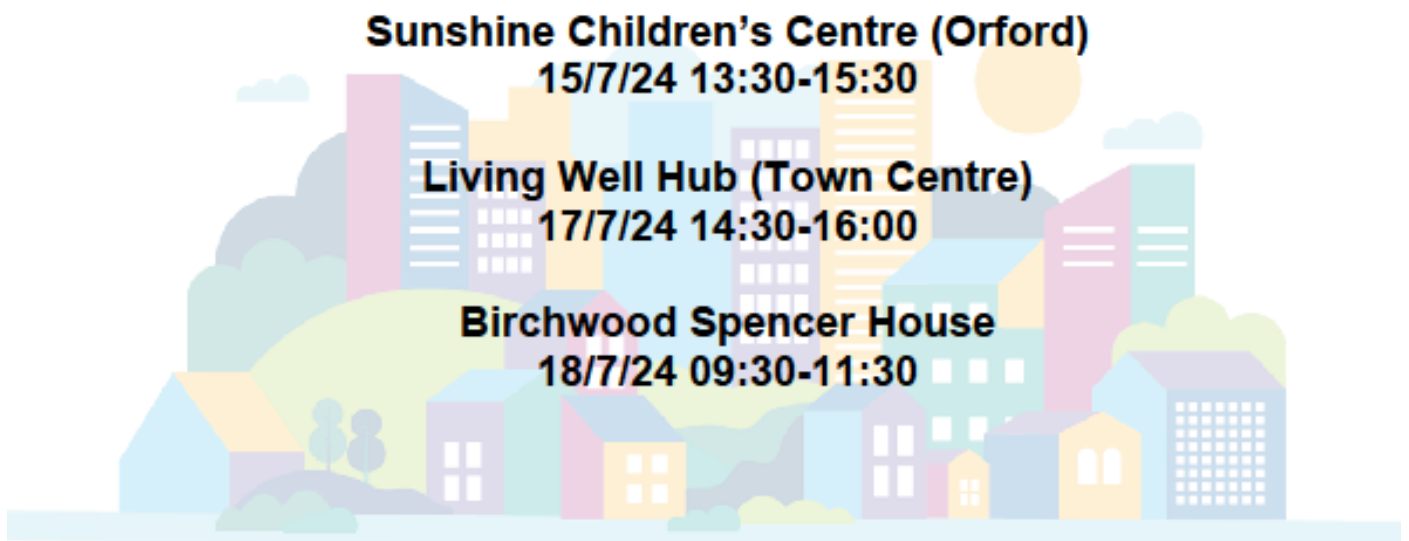 Sunshine Children’s Centre (Orford)
15/7/24 13:30-15:30
Living Well Hub (Town Centre)
17/7/24 14:30-16:00
Birchwood Spencer House
18/7/24 09:30-11:30